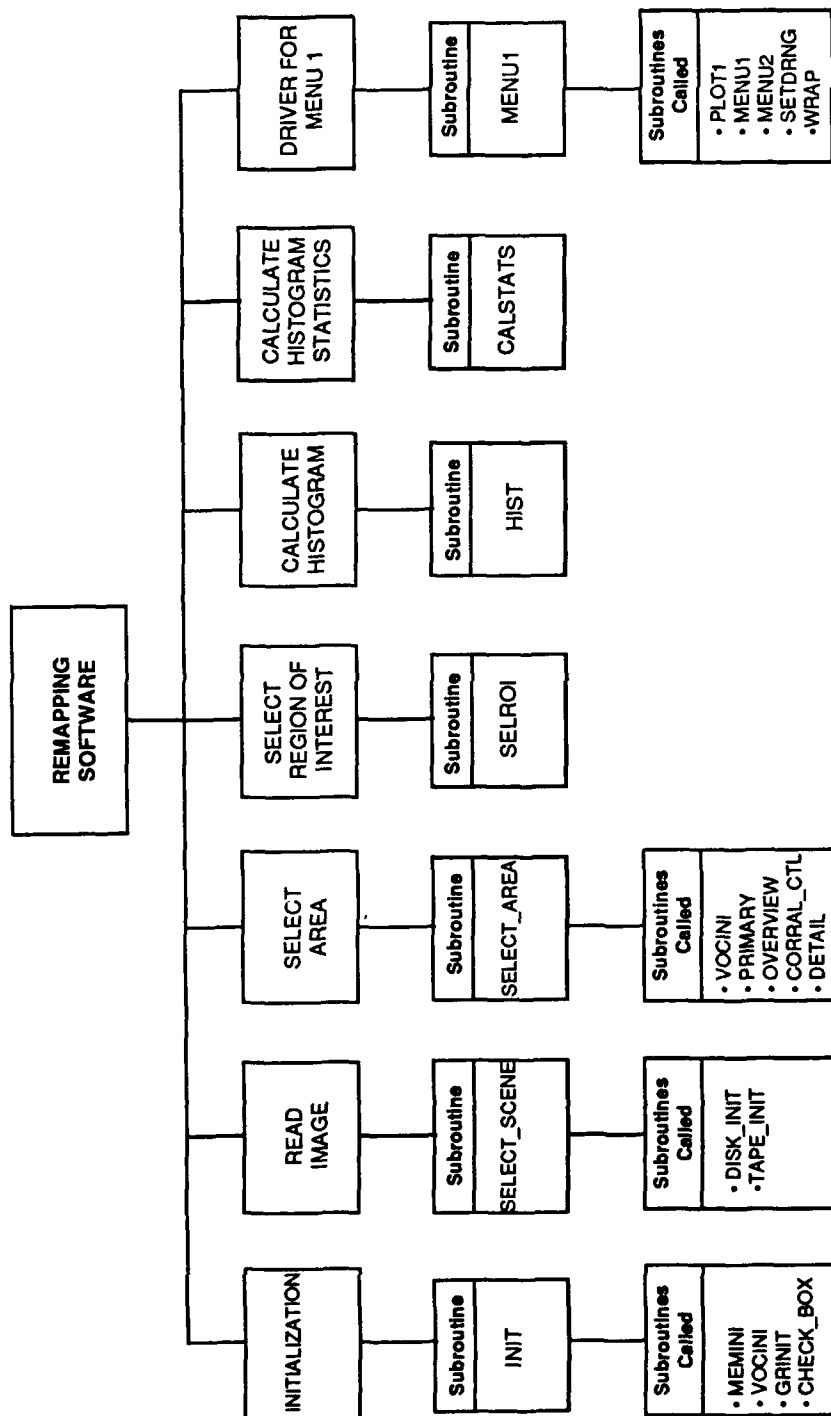 REMAPPING
SOFTWARE
INITIALIZATION
READ
IMAGE
SELECT
AREA
SELECT
REGION OF
INTEREST
CALCULATE
HISTOGRAM
CALCULATE
HISTOGRAM
STATISTICS
DRIVER FOR
MENU 1
Subroutine
INIT
Subroutine
SELECT_SCENE
Subroutine
SELECT_AREA
Subroutine
SELROI
Subroutine
HIST
Subroutine
CALSTATS
Subroutine
MENU1
Subroutines
Called
• MEMINI
• VOCINI
• GRINIT
• CHECK_BOX
Subroutines
Called
• DISK_INIT
•TAPE_INIT
Subroutines
Called
• VOCINI
• PRIMARY
• OVERVIEW
• CORRAL_CTL
• DETAIL
Subroutines
Called
• PLOT1
• MENU1
• MENU2
• SETDRNG
•WRAP